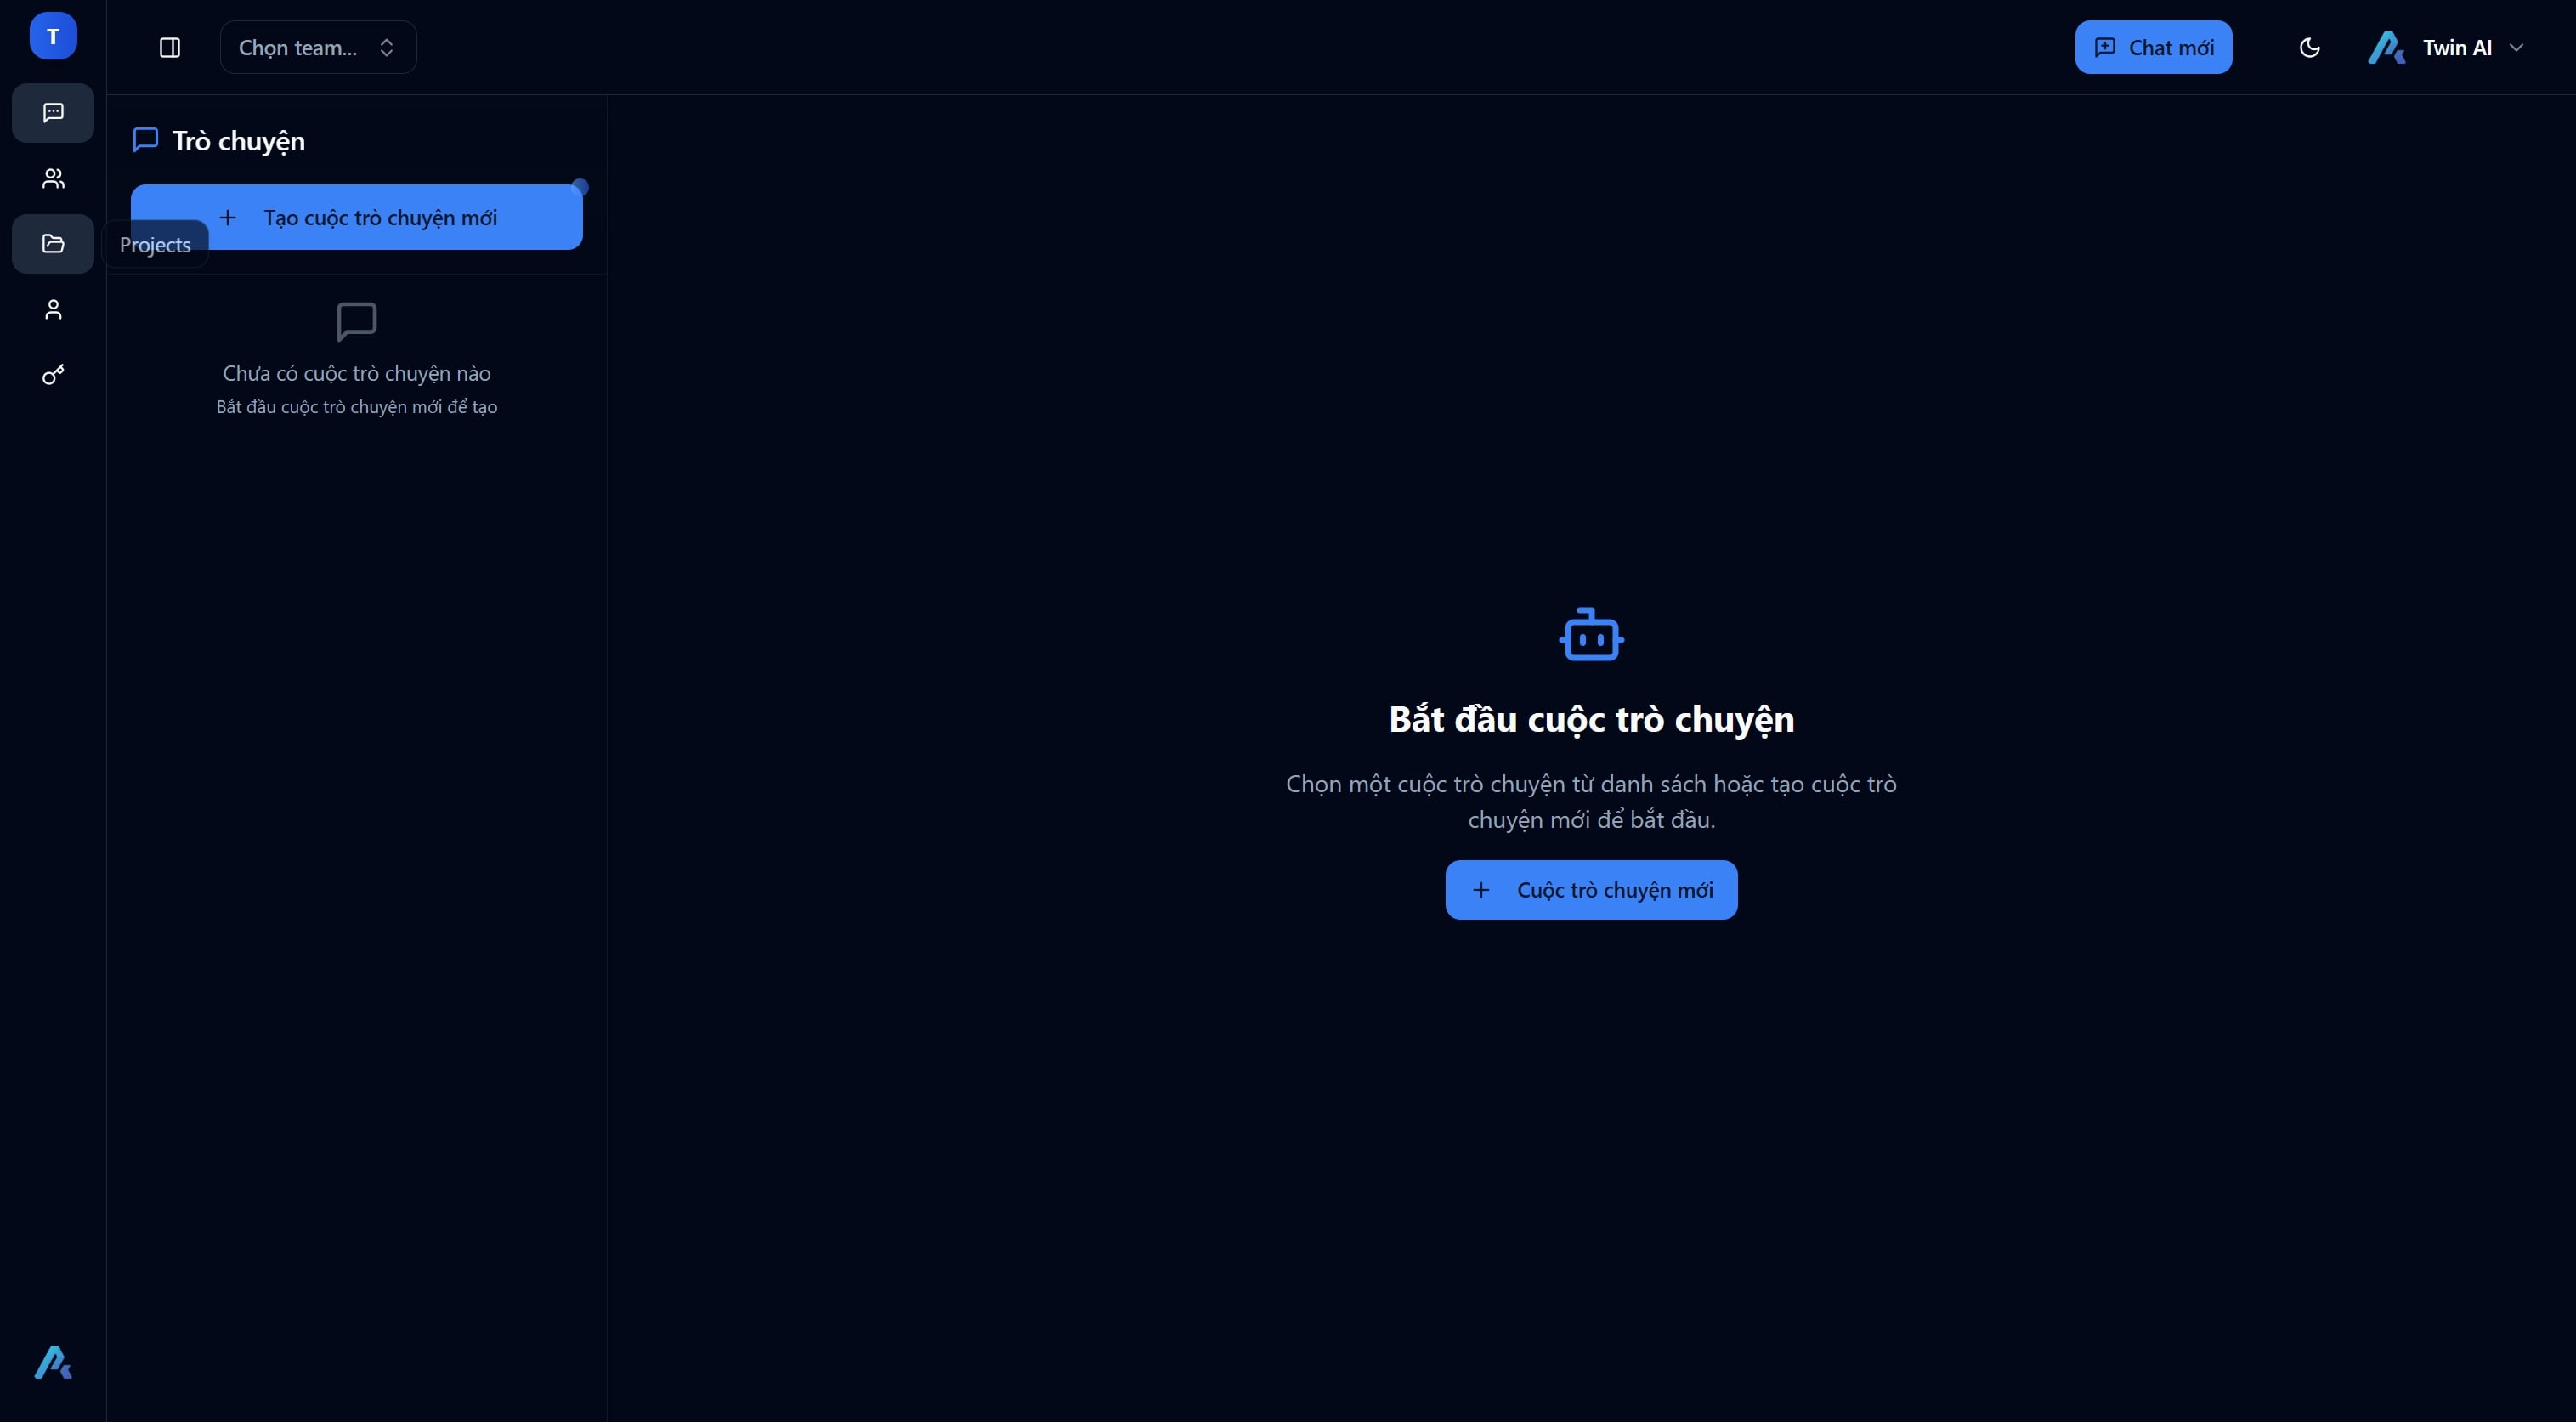 T
Chọn team...
Chat mới
Twin AI
Trò chuyện
Tạo cuộc trò chuyện mới
Projects
Chưa có cuộc trò chuyện nào
Bắt đầu cuộc trò chuyện mới để tạo
Bắt đầu cuộc trò chuyện
Chọn một cuộc trò chuyện từ danh sách hoặc tạo cuộc trò
chuyện mới để bắt đầu.
Cuộc trò chuyện mới